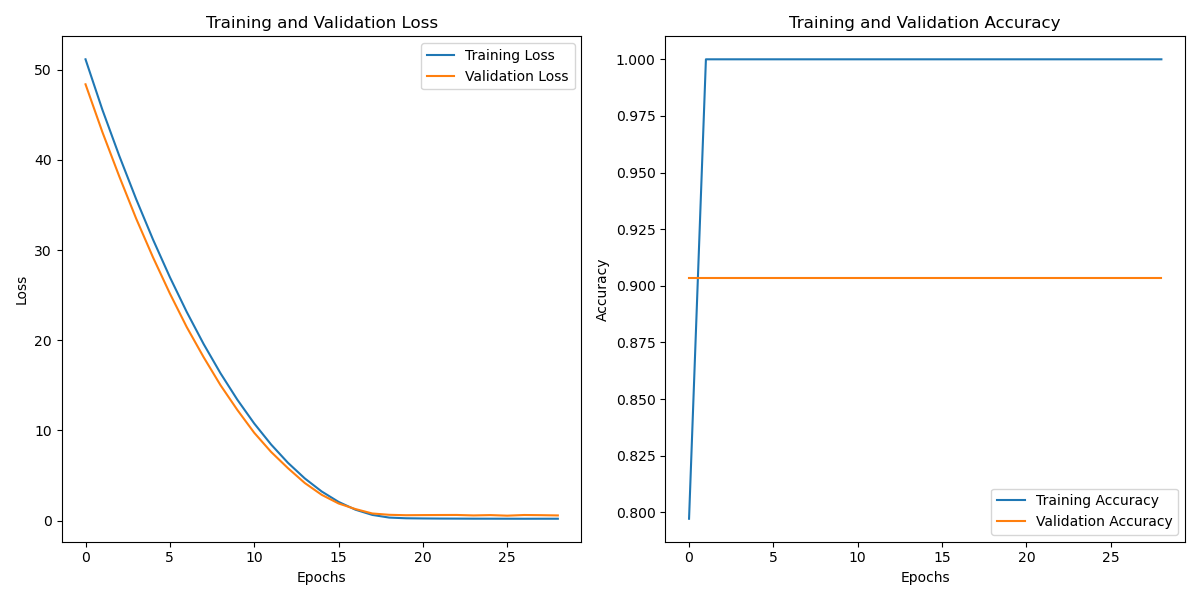 Training and Validation Loss
Training Loss
Validation Loss
50
40
30
20
10
0
Loss
0 5 10 15 20 25
Epochs
Training and Validation Accuracy
1.000
0.975
0.950
0.925
0.900
0.875
0.850
0.825
0.800
Accuracy
Training Accuracy
Validation Accuracy
0 5 10 15 20 25
Epochs